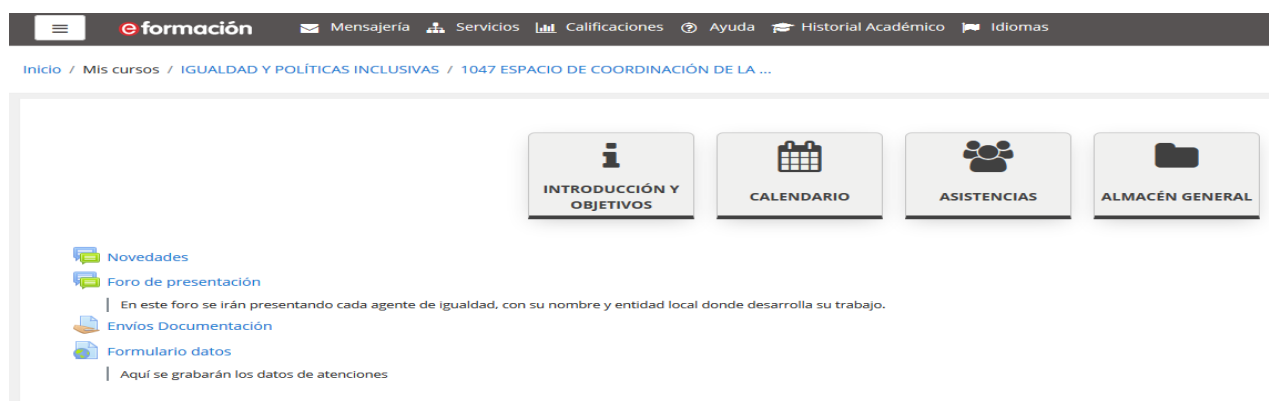 eformación Mensajería Servicios Calificaciones Ayuda Historial Académico Idiomas
Inicio / Mis cursos / IGUALDAD Y POLÍTICAS INCLUSIVAS / 1047 ESPACIO DE COORDINACIÓN DE LA ...
INTRODUCCIÓN Y
OBJETIVOS
CALENDARIO
ASISTENCIAS
ALMACÉN GENERAL
Novedades
Foro de presentación
En este foro se irán presentando cada agente de igualdad, con su nombre y entidad local donde desarrolla su trabajo.
Envíos Documentación
Formulario datos
Aquí se grabarán los datos de atenciones